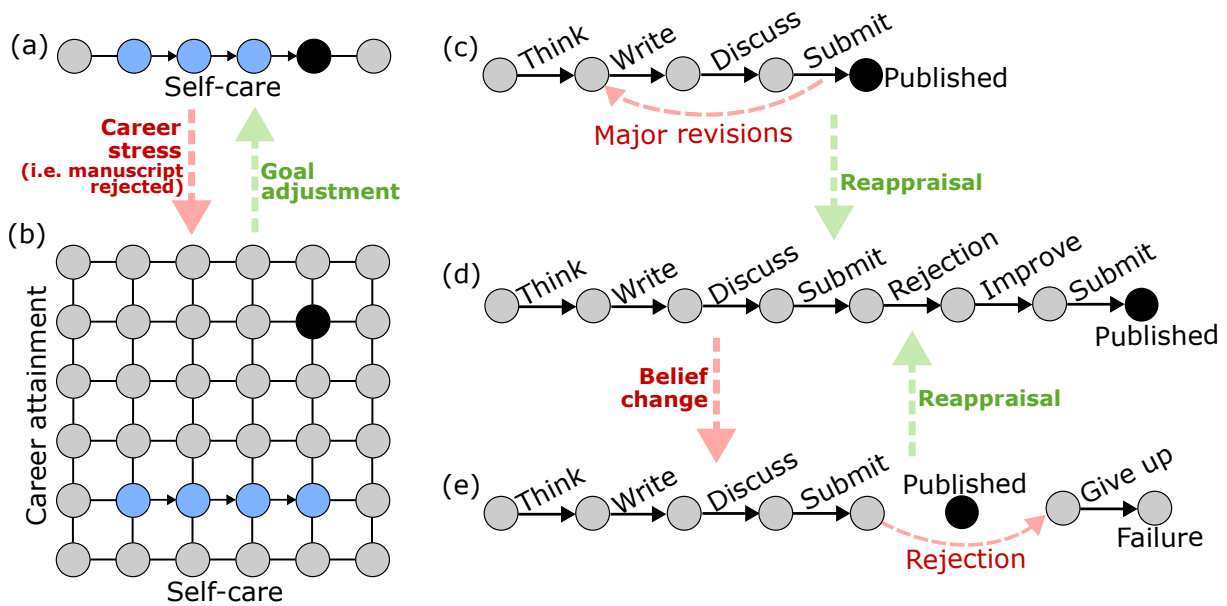 (a)
Self-care
Career
stress
(i.e. manuscript
rejected)
Goal
adjustment
(b)
Career attainment
Self-care
(c)
Think
Write
Discuss
Submit
Published
Major revisions
Reappraisal
(d)
Think
Write
Discuss
Submit
Rejection
Improve
Submit
Published
Belief
change
Reappraisal
(e)
Think
Write
Discuss
Submit
Published
Give up
Rejection
Failure